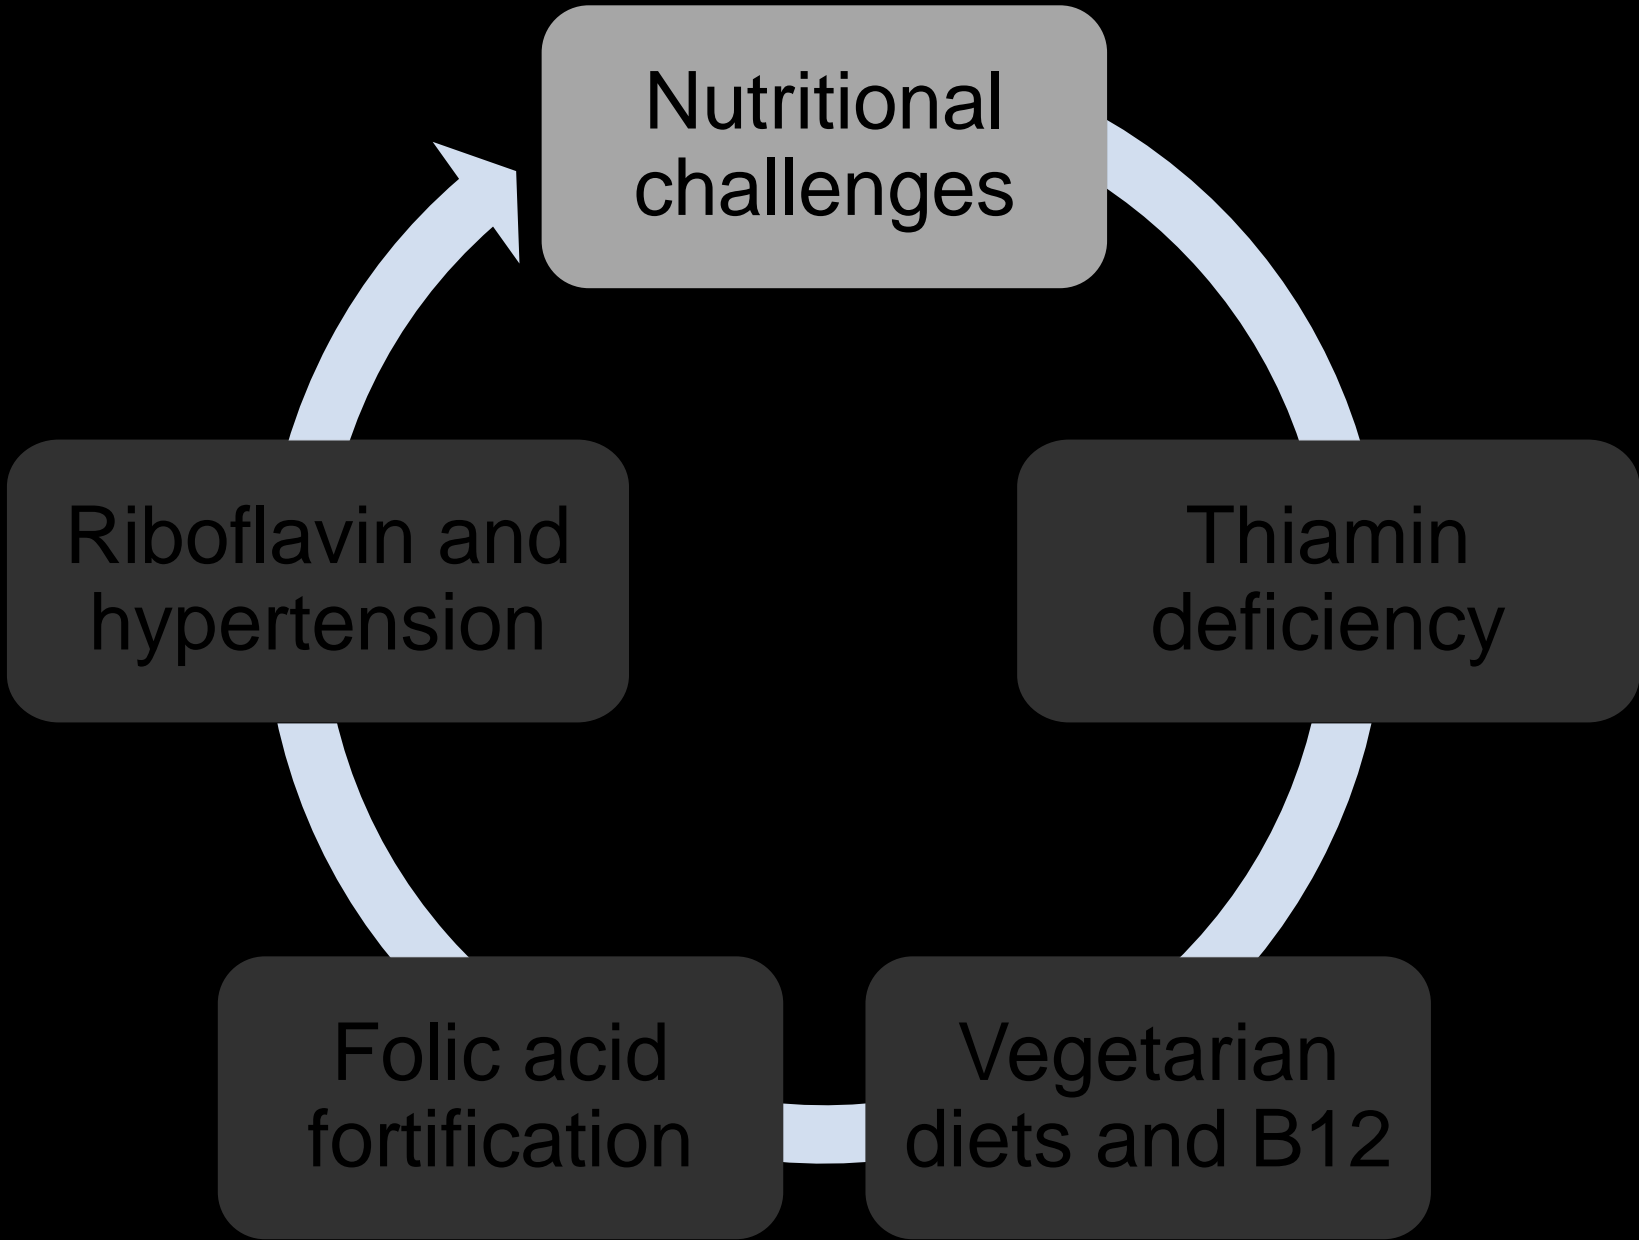 Nutritional
challenges
Thiamin
deficiency
Vegetarian
diets and B12
Folic acid
fortification
Riboflavin and
hypertension